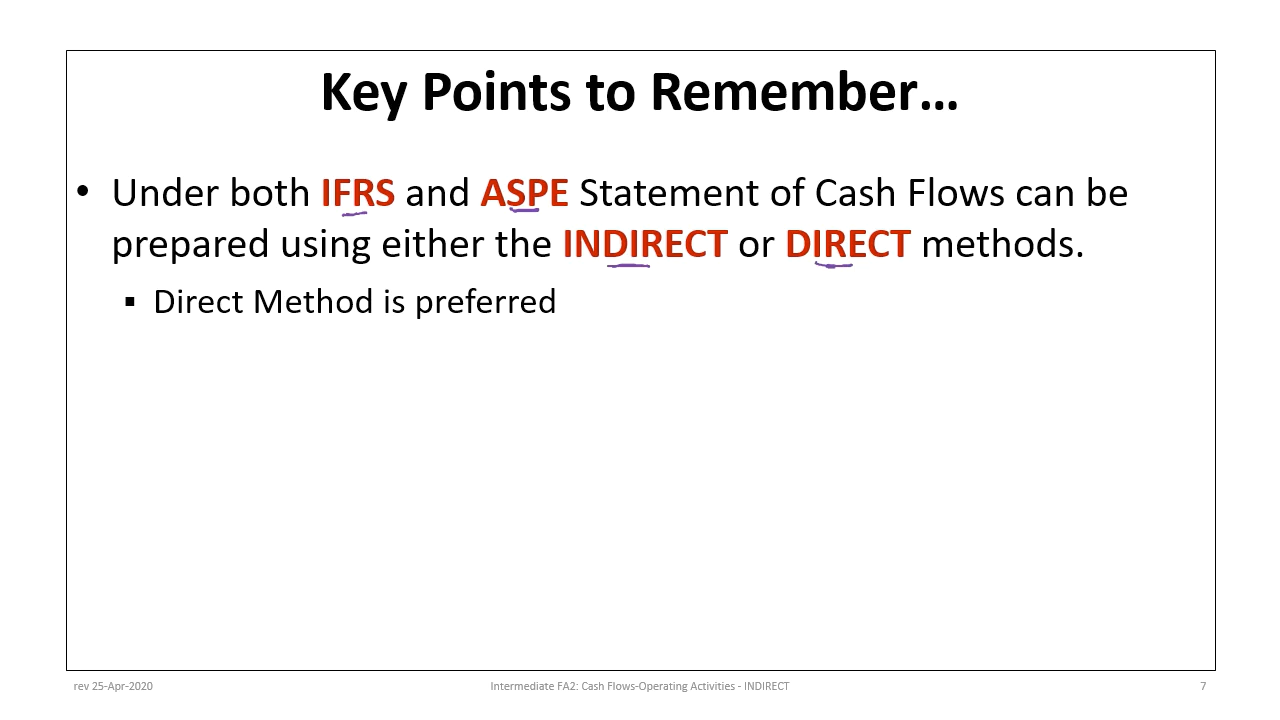 Key Points to Remember…
• Under both IFRS and ASPE Statement of Cash Flows can be
prepared using either the INDIRECT or DIRECT methods.
▪ Direct Method is preferred
rev 25-Apr-2020
Intermediate FA2: Cash Flows-Operating Activities - INDIRECT
7